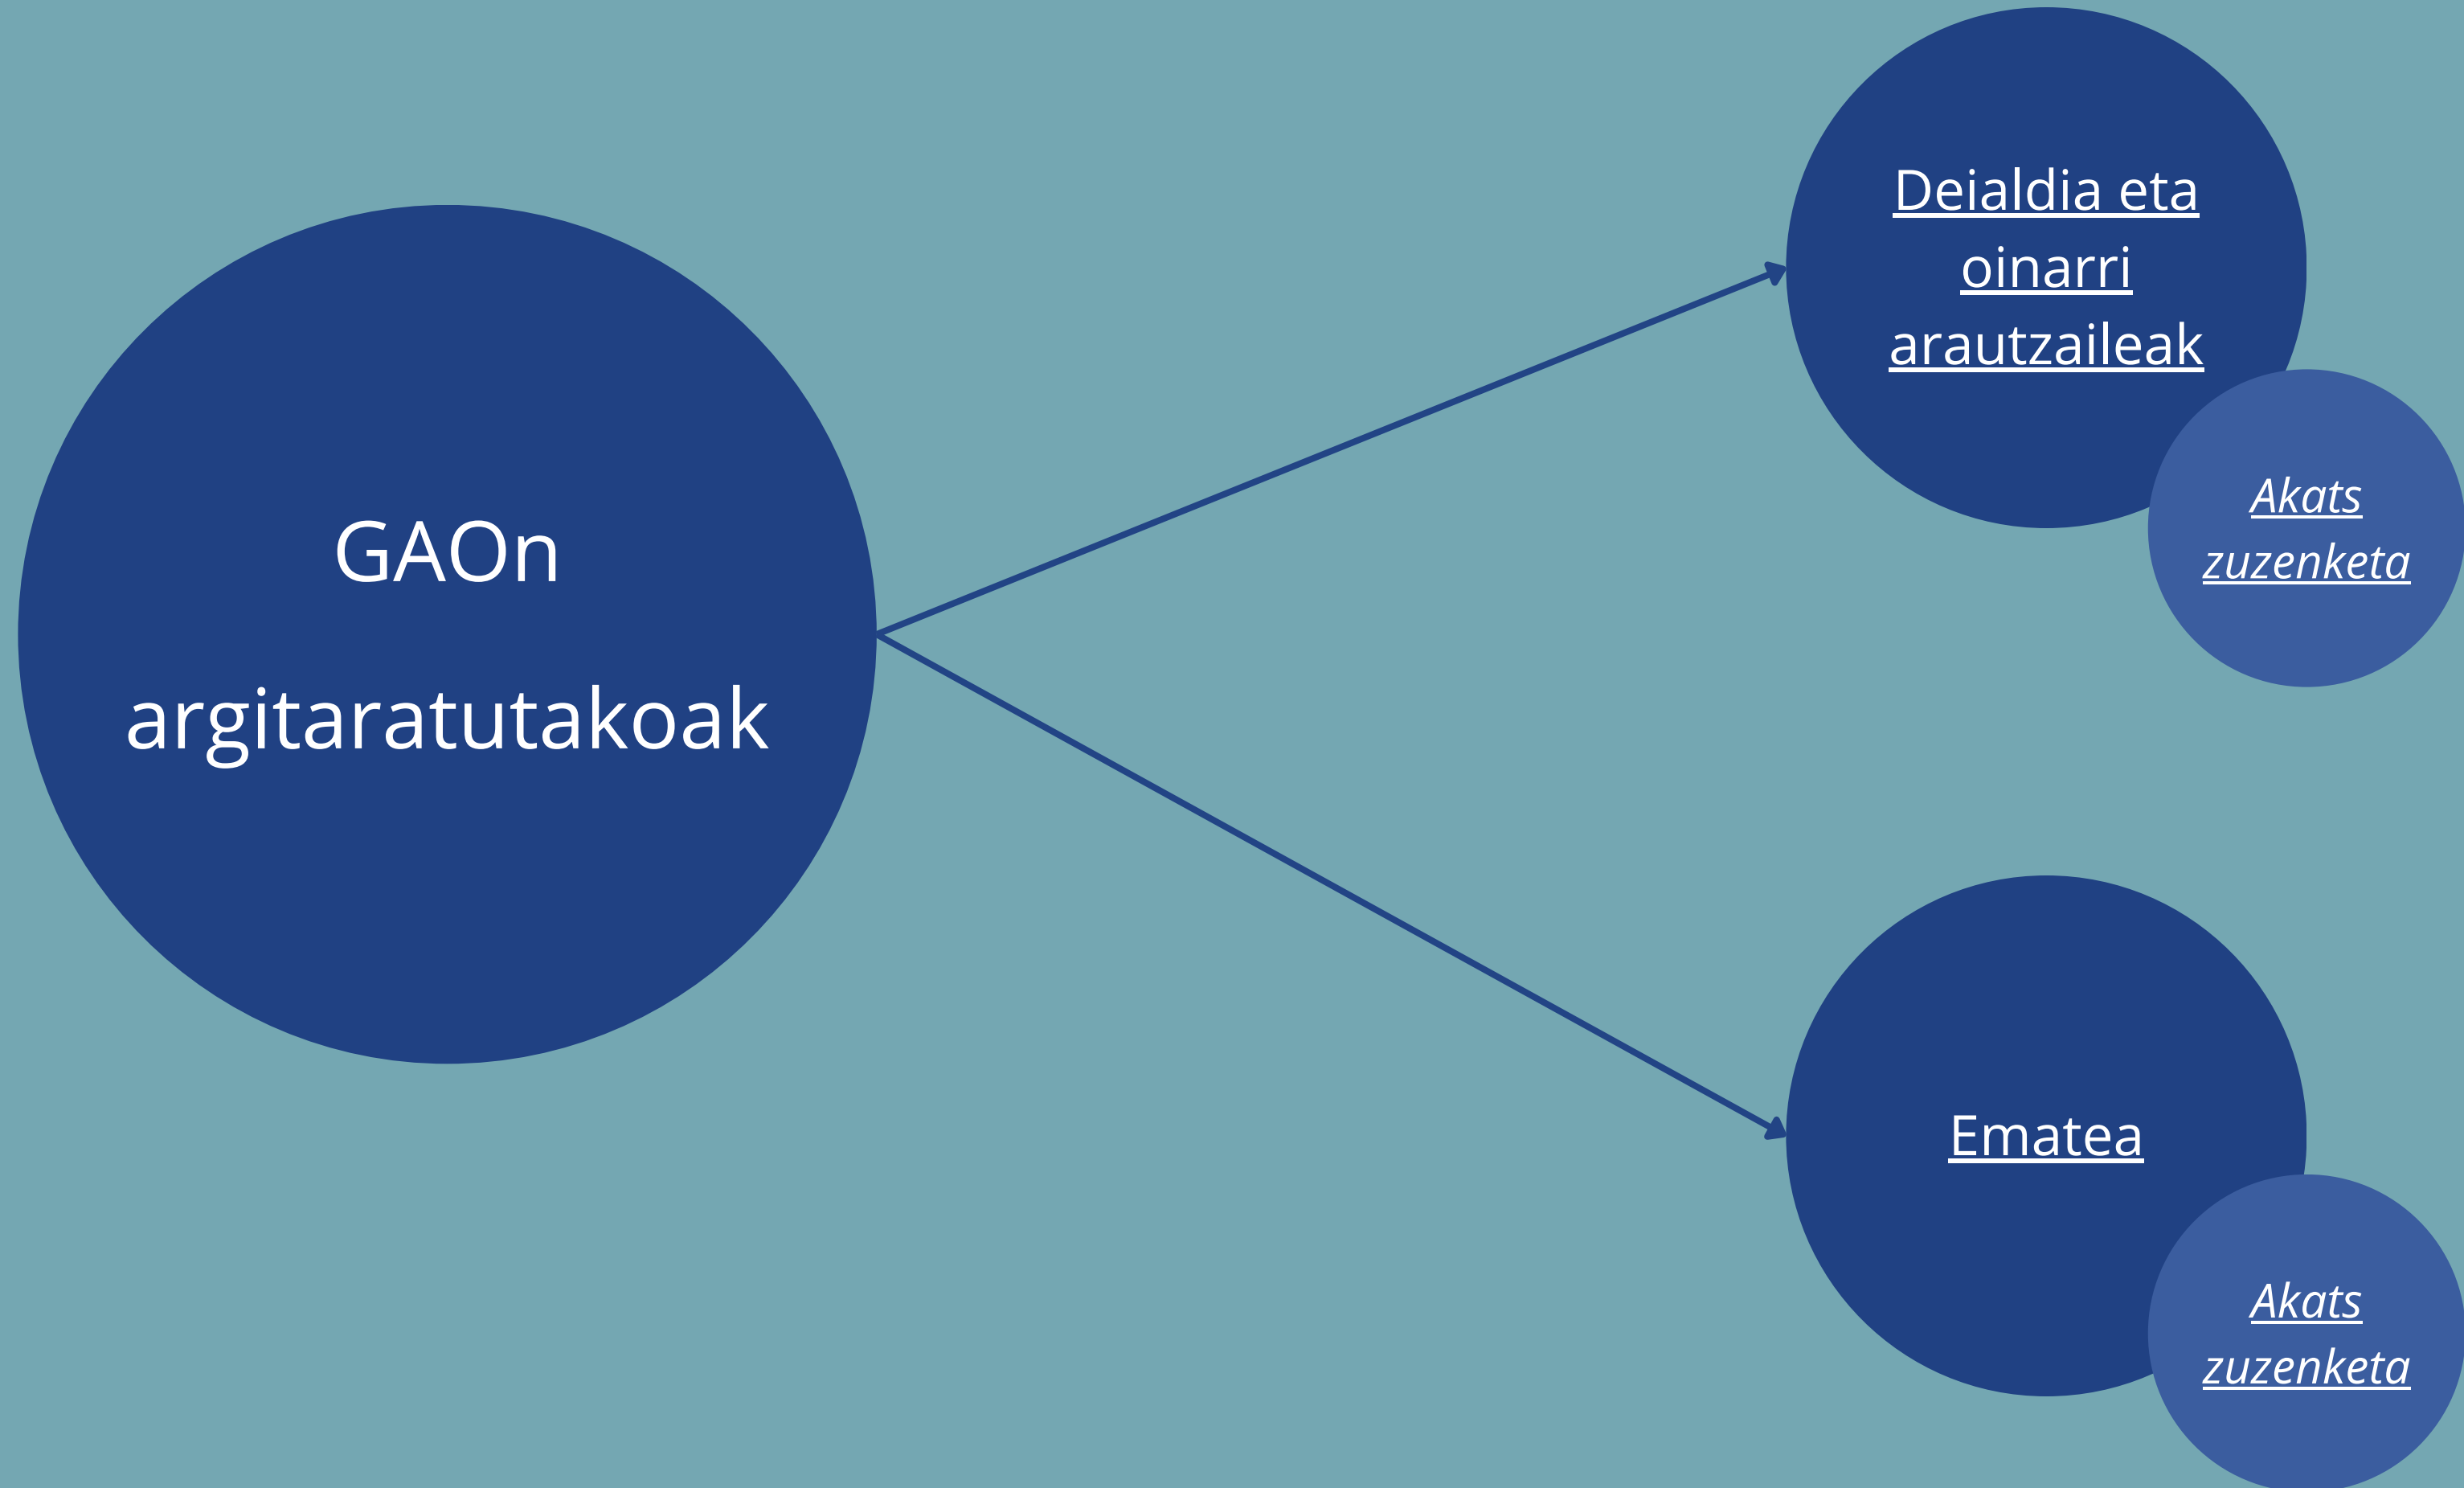 GAOn
argitaratutakoak
Deialdia eta
oinarri
arautzaileak
Akats
zuzenketa
Ematea
Akats
zuzenketa